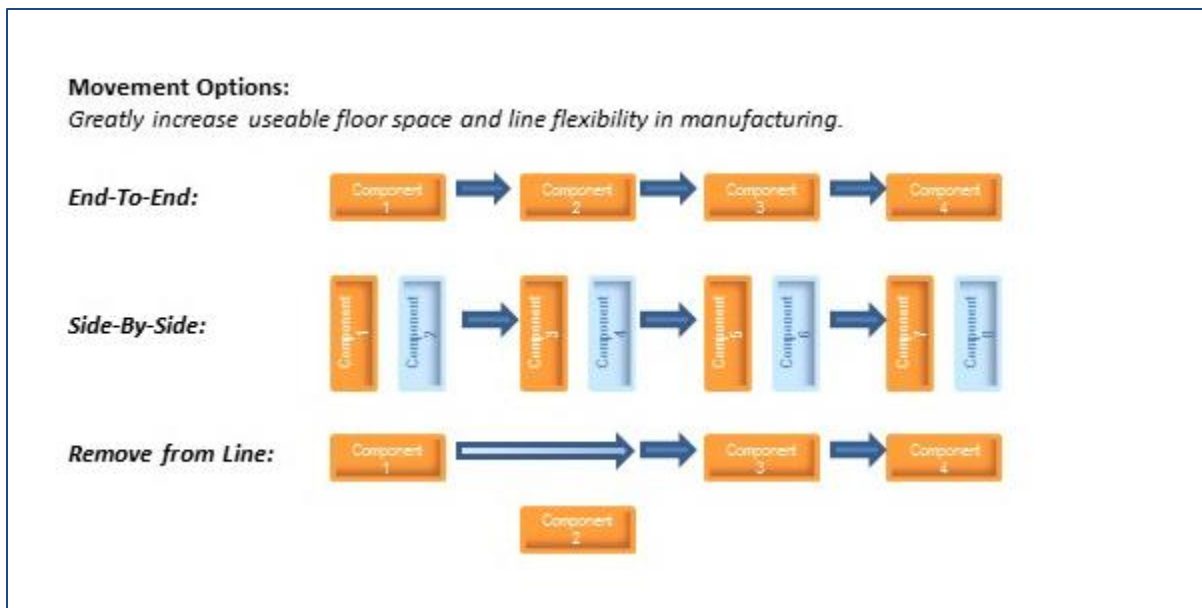 Movement Options:
Greatly increase useable floor space and line flexibility in manufacturing.
End-To-End:
Component
1
Component
2
Component
3
Component
4
Side-By-Side:
Component
1
Component
2
Component
3
Component
4
Component
5
Component
6
Component
7
Component
8
Remove from Line:
Component
1
Component
3
Component
4
Component
2